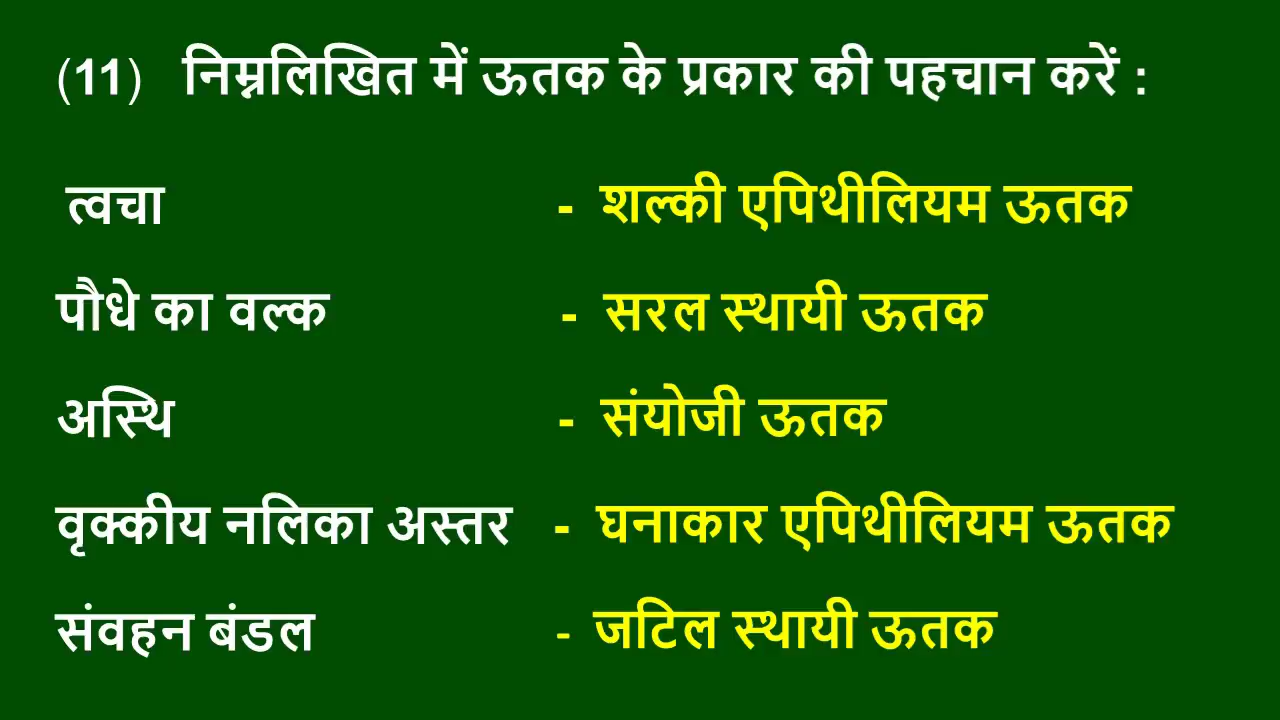 (11) निम्नलिखित में ऊतक के प्रकार की पहचान करें :
त्वचा - शल्की एपिथीलियम ऊतक
पौधे का वल्क - सरल स्थायी ऊतक
अस्थि - संयोजी ऊतक
वृक्कीय नलिका अस्तर - घनाकार एपिथीलियम ऊतक
संवहन बंडल - जटिल स्थायी ऊतक